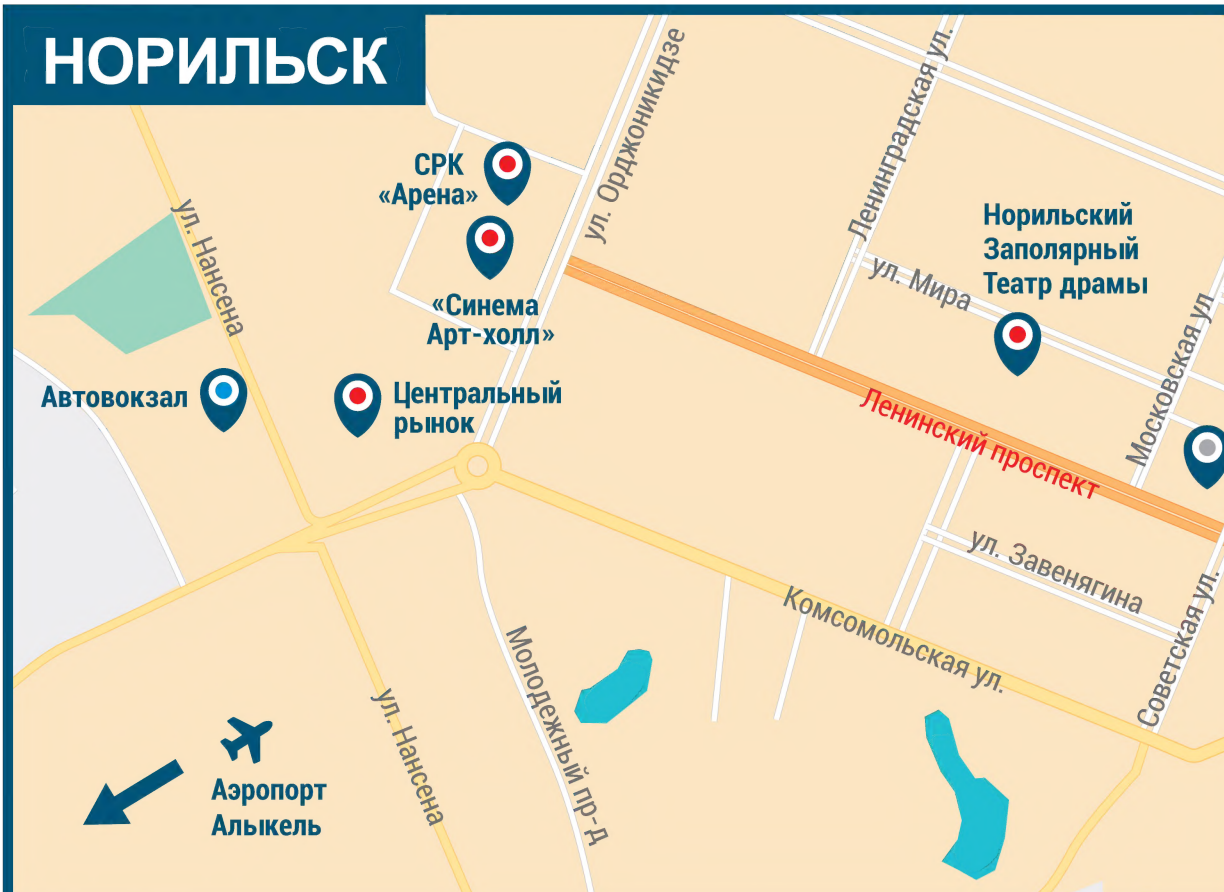 НОРИЛЬСК
ул. Орджоникидзе
Ленинградская ул.
СРК
«Арена»
ул. Нансена
Норильский
Заполярный
Театр драмы
ул. Мира
«Синема
Арт-холл»
Московская ул
Автовокзал
Центральный
рынок
Ленинский проспект
ул. Завенягина
Советская ул.
Комсомольская ул.
Молодежный пр-д
ул. Нансена
Аэропорт
Алыкель